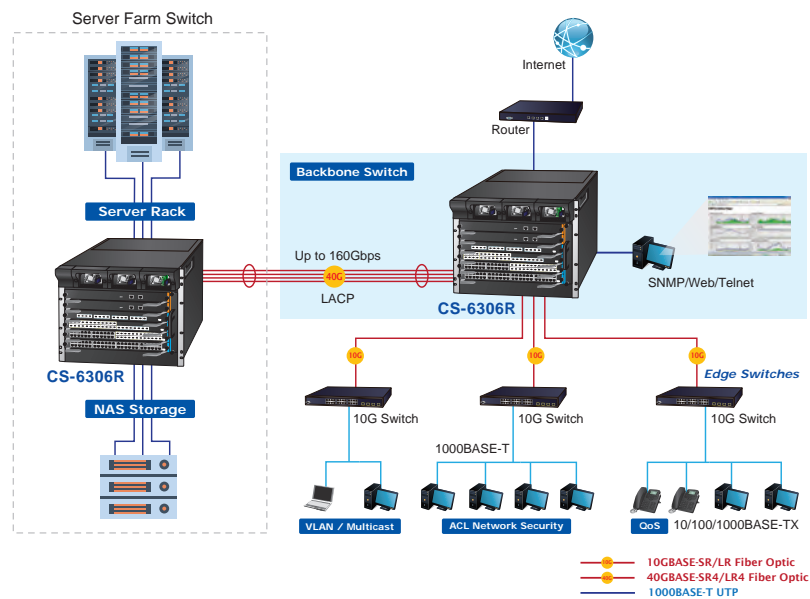 Server Farm Switch
Internet
Router
Backbone Switch
Server Rack
Up to 160Gbps
40G
LACP
SNMP/Web/Telnet
CS-6306R
CS-6306R
10G
10G
10G
Edge Switches
NAS Storage
10G Switch
10G Switch
10G Switch
1000BASE-T
VLAN / Multicast
ACL Network Security
QoS
10/100/1000BASE-TX
10G
10GBASE-SR/LR Fiber Optic
40G
40GBASE-SR4/LR4 Fiber Optic
1000BASE-T UTP